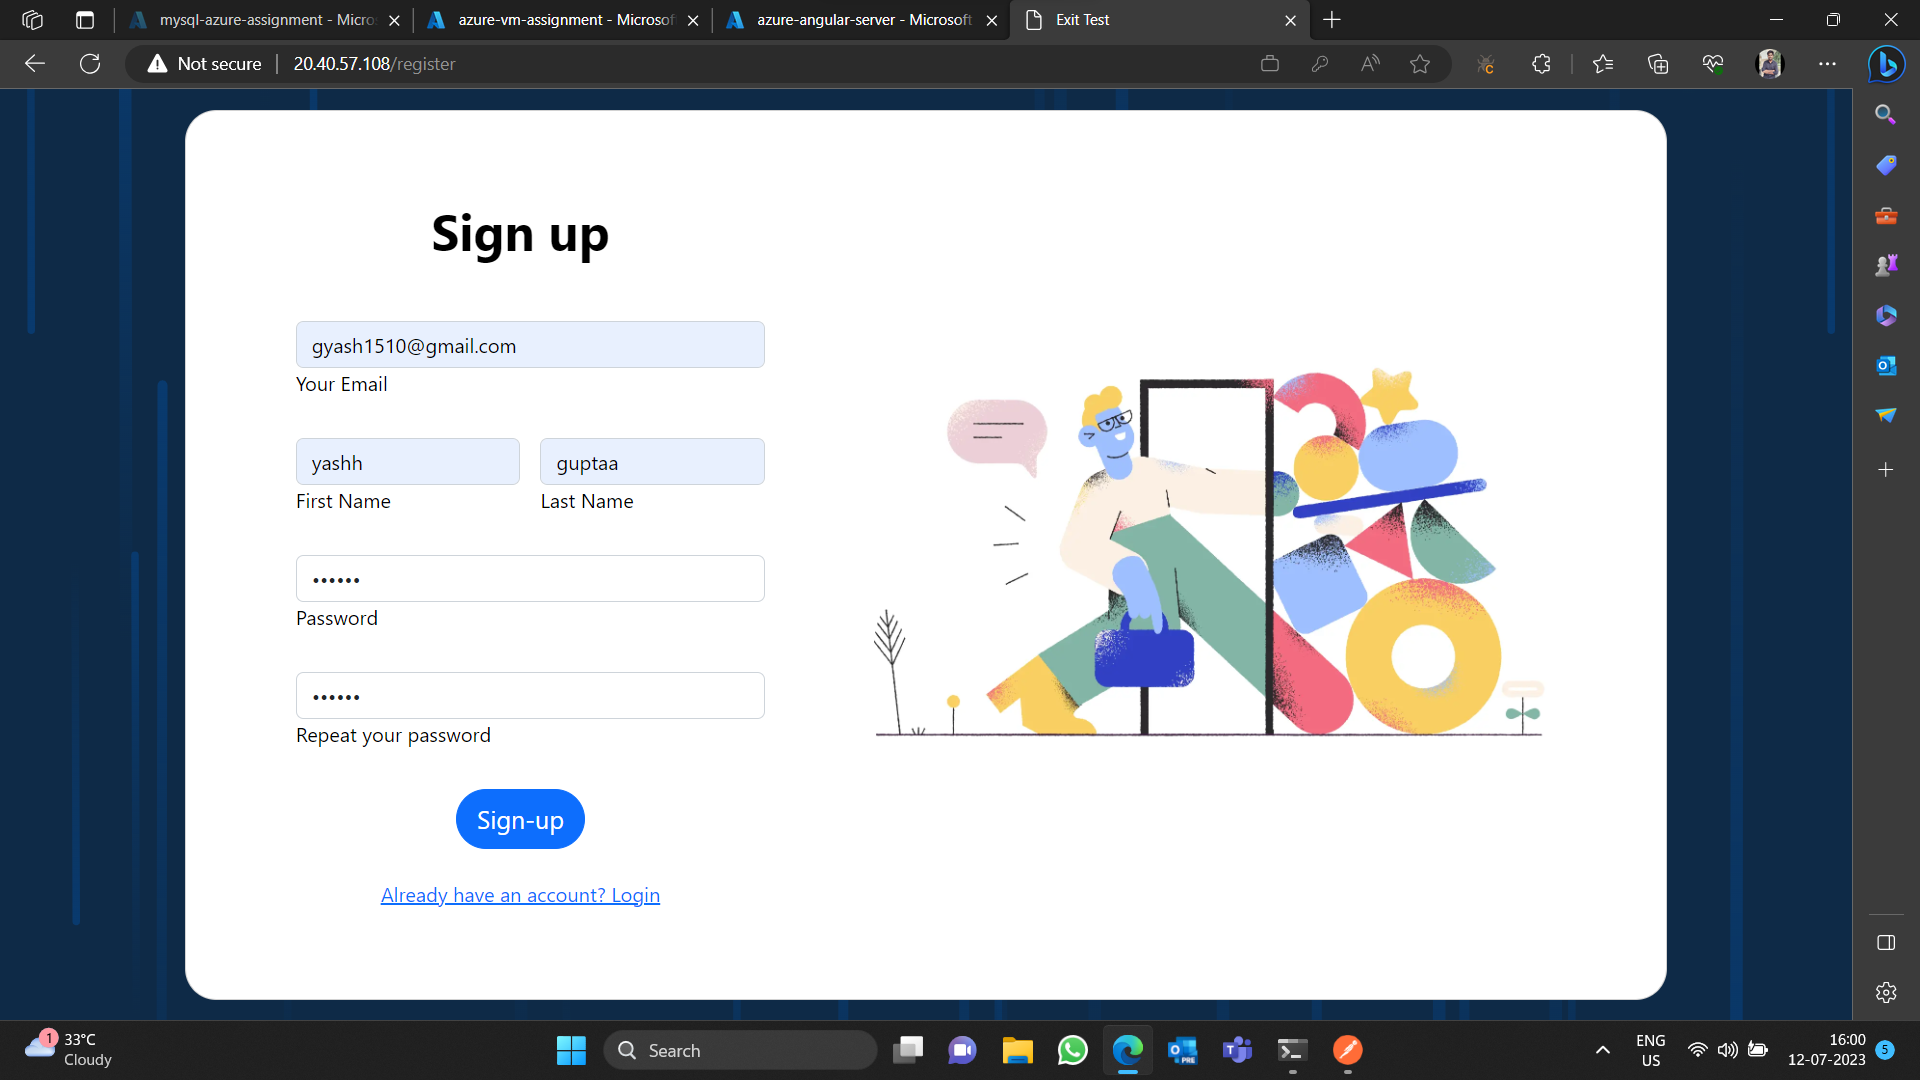 mysql-azure-assignment - Micro
azure-vm-assignment - Microsof
azure-angular-server - Microsoft
Exit Test
Not secure
20.40.57.108/register
Sign up
gyash1510@gmail.com
Your Email
yashh
guptaa
First Name
Last Name
••••••
Password
••••••
Repeat your password
Sign-up
Already have an account? Login
1
33°C
Cloudy
Search
PRE
ENG
US
16:00
12-07-2023
5